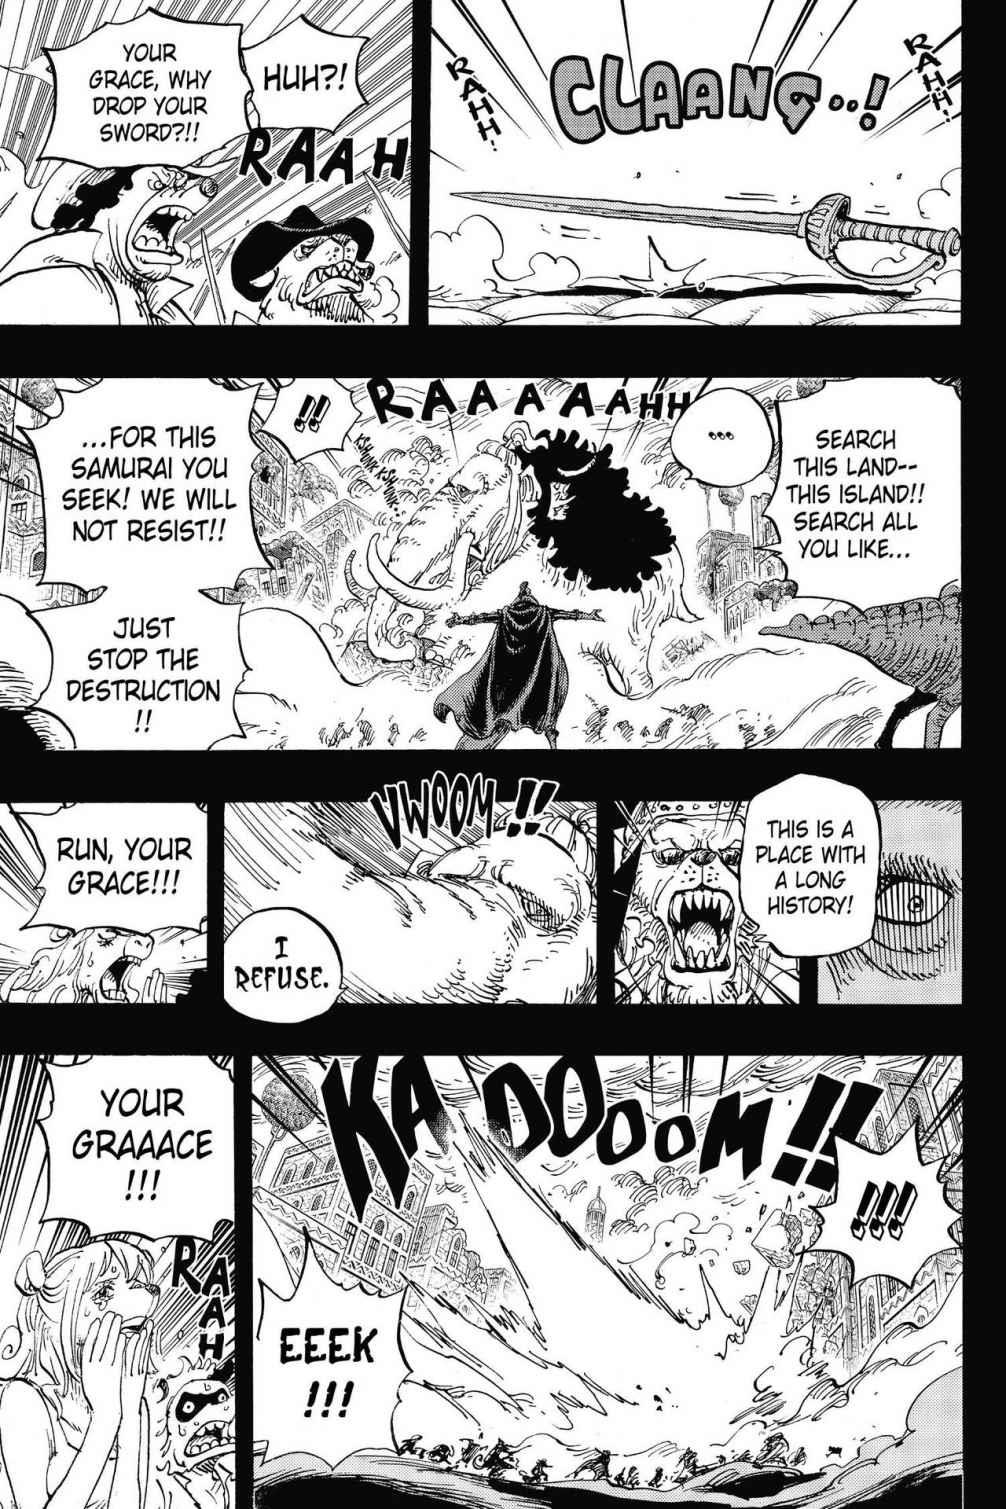 RAHH!
CLAANG..!
RAHH!
HUH?!
YOUR
GRACE, WHY
DROP YOUR
SWORD?!!
RAAH
SEARCH
THIS LAND--
THIS ISLAND!!
SEARCH ALL
YOU LIKE...
...
RAAAAAAHH
!!
...FOR THIS
SAMURAI YOU
SEEK! WE WILL
NOT RESIST!!
JUST
STOP THE
DESTRUCTION
!!
THIS IS A
PLACE WITH
A LONG
HISTORY!
VWOOM!!
I
REFUSE.
RUN, YOUR
GRACE!!!
KADOOOOM!!
!!!!
EEEK
!!!
YOUR
GRAAACE
!!!
RAAH